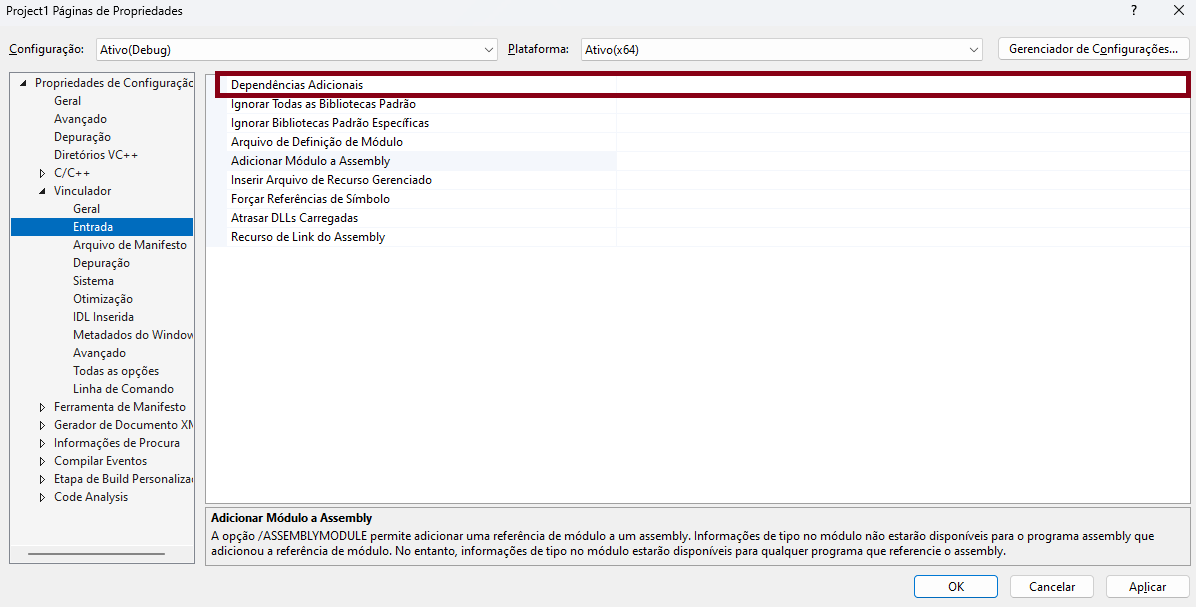 Project1 Páginas de Propriedades
?
Configuração:
Ativo(Debug)
Plataforma:
Ativo(x64)
Gerenciador de Configurações...
Propriedades de Configuração
Geral
Avançado
Depuração
Diretórios VC++
C/C++
Vinculador
Geral
Entrada
Arquivo de Manifesto
Depuração
Sistema
Otimização
IDL Inserida
Metadados do Window
Avançado
Todas as opções
Linha de Comando
Ferramenta de Manifesto
Gerador de Documento XM
Informações de Procura
Compilar Eventos
Etapa de Build Personaliza
Code Analysis
Dependências Adicionais
Ignorar Todas as Bibliotecas Padrão
Ignorar Bibliotecas Padrão Específicas
Arquivo de Definição de Módulo
Adicionar Módulo a Assembly
Inserir Arquivo de Recurso Gerenciado
Forçar Referências de Símbolo
Atrasar DLLs Carregadas
Recurso de Link do Assembly
Adicionar Módulo a Assembly
A opção /ASSEMBLYMODULE permite adicionar uma referência de módulo a um assembly. Informações de tipo no módulo não estarão disponíveis para o programa assembly que
adicionou a referência de módulo. No entanto, informações de tipo no módulo estarão disponíveis para qualquer programa que referencie o assembly.
OK
Cancelar
Aplicar